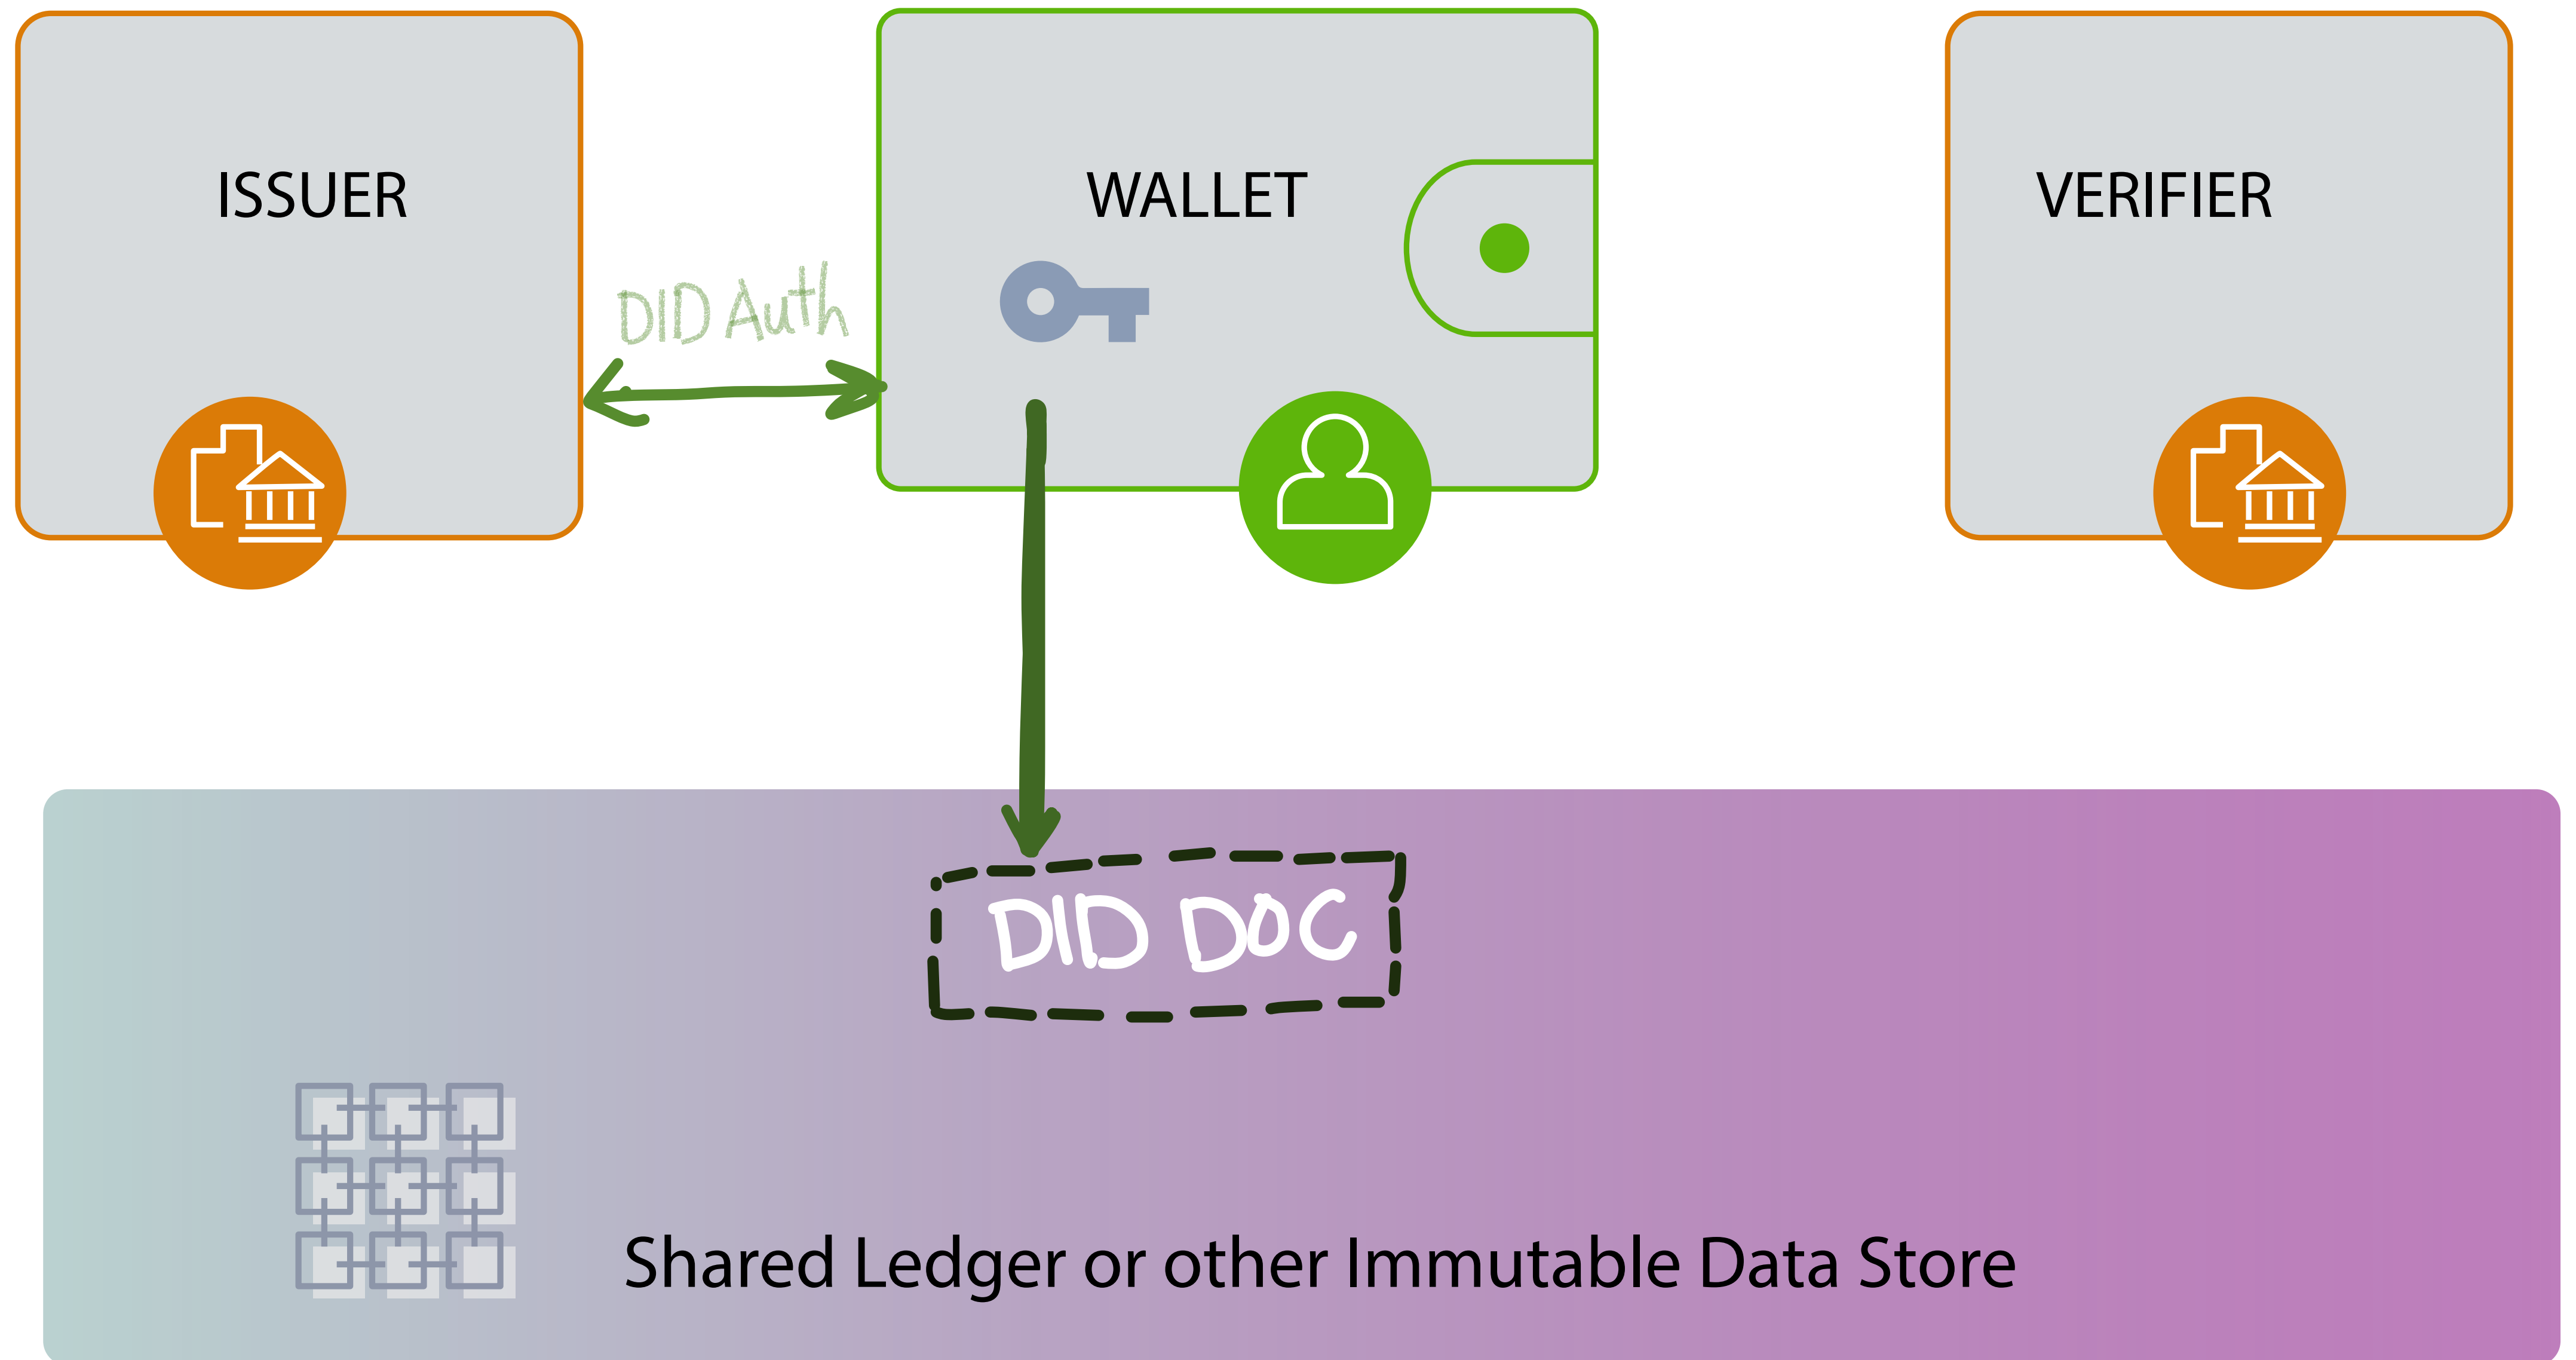 ISSUER
WALLET
VERIFIER
DID Auth
DID DOC
Shared Ledger or other Immutable Data Store